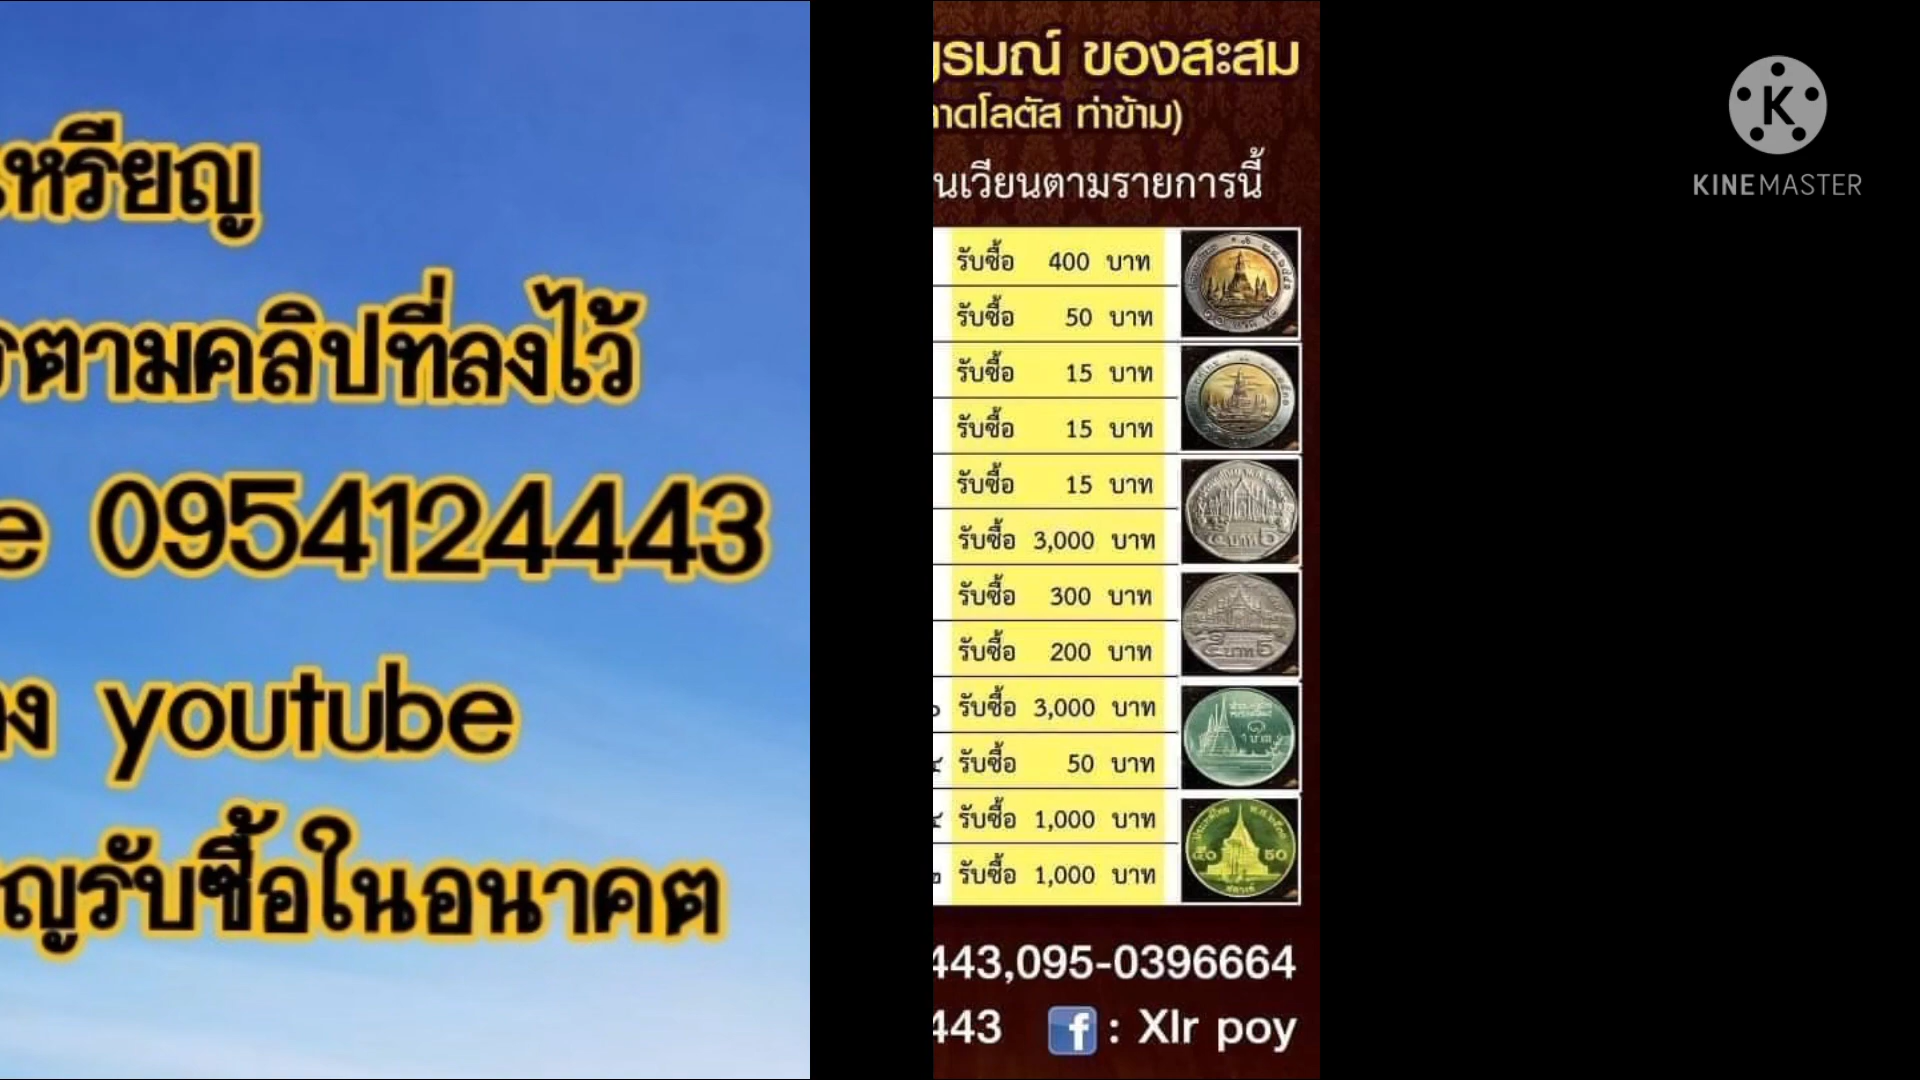 เหรียญ
ตามคลิปที่ลงไว้
e 0954124443
ง youtube
ญรับซื้อในอนาคต
รมณ์ ของสะสม
าดโลตัส ท่าข้าม)
นเวียนตามรายการนี้
รับซื้อ 400 บาท
รับซื้อ 50 บาท
รับซื้อ 15 บาท
รับซื้อ 15 บาท
รับซื้อ 15 บาท
รับซื้อ 3,000 บาท
รับซื้อ 300 บาท
รับซื้อ 200 บาท
รับซื้อ 3,000 บาท
รับซื้อ 50 บาท
รับซื้อ 1,000 บาท
๒ รับซื้อ 1,000 บาท
443,095-0396664
443 f : Xlr poy
K
KINEMASTER